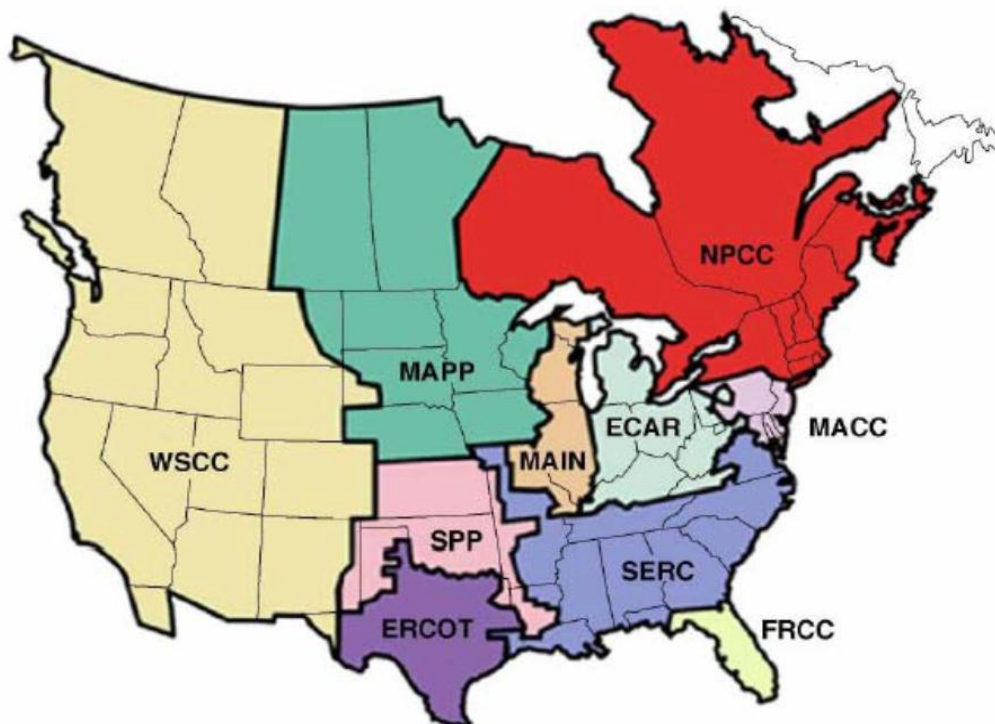 NPCC
MAPP
ECAR
MACC
WSCC
MAIN
SPP
SERC
ERCOT
FRCC